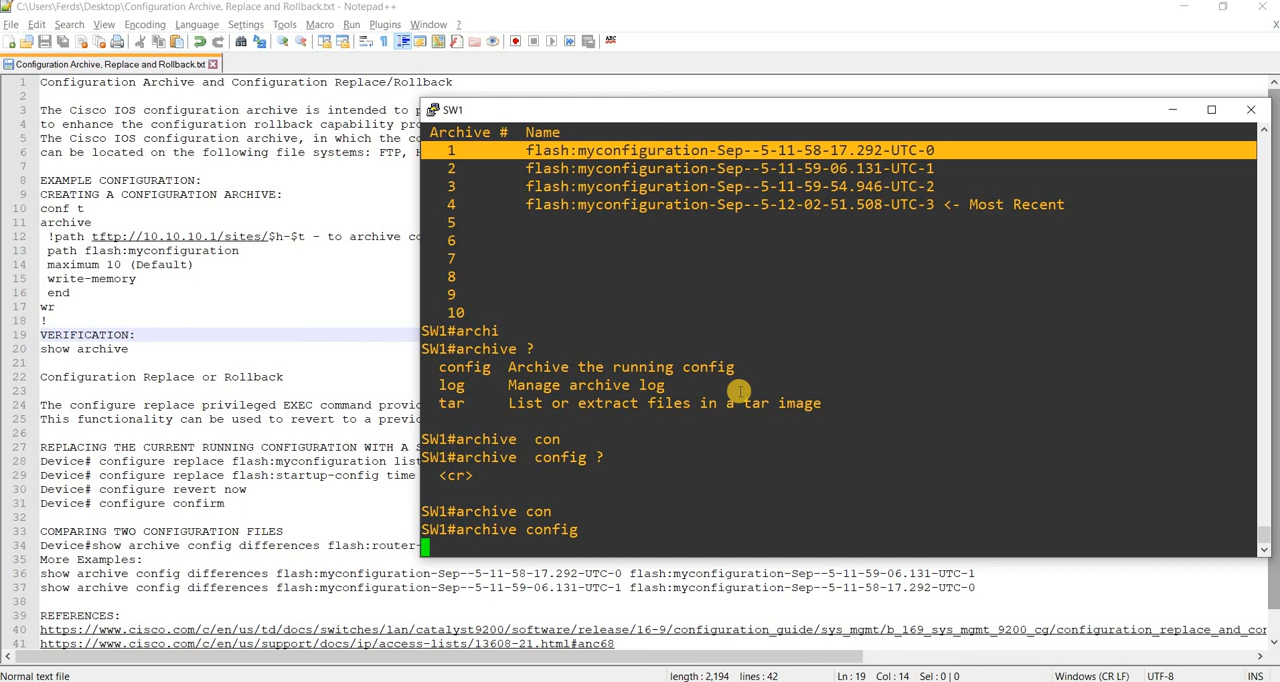 C:\Users\Ferds\Desktop\Configuration Archive, Replace and Rollback.txt - Notepad++
File Edit Search View Encoding Language Settings Tools Macro Run Plugins Window ?
Configuration Archive, Replace and Rollback.txt
1 Configuration Archive and Configuration Replace/Rollback
2
3 The Cisco IOS configuration archive is intended to
4 to enhance the configuration rollback capability
5 The Cisco IOS configuration archive, in which the
6 can be located on the following file systems: FTP,
7
8 EXAMPLE CONFIGURATION:
9 CREATING A CONFIGURATION ARCHIVE:
10 conf t
11 archive
12 !path tftp://10.10.10.1/sites/$h-$t – to archive
13 path flash:myconfiguration
14 maximum 10 (Default)
15 write-memory
16 end
17 wr
18 !
19 VERIFICATION:
20 show archive
21
22 Configuration Replace or Rollback
23
24 The configure replace privileged EXEC command
25 This functionality can be used to revert to a
26
27 REPLACING THE CURRENT RUNNING CONFIGURATION WITH A
28 Device# configure replace flash:myconfiguration list
29 Device# configure replace flash:startup-config time
30 Device# configure revert now
31 Device# configure confirm
32
33 COMPARING TWO CONFIGURATION FILES
34 Device#show archive config differences flash:router-
35 More Examples:
36 show archive config differences flash:myconfiguration-Sep--5-11-58-17.292-UTC-0 flash:myconfiguration-Sep--5-11-59-06.131-UTC-1
37 show archive config differences flash:myconfiguration-Sep--5-11-59-06.131-UTC-1 flash:myconfiguration-Sep--5-11-58-17.292-UTC-0
38
39 REFERENCES:
40 https://www.cisco.com/c/en/us/td/docs/switches/lan/catalyst9200/software/release/16-9/configuration_guide/sys_mgmt/b_169_sys_mgmt_9200_cg/configuration_replace_and_
41 https://www.cisco.com/c/en/us/support/docs/ip/access-lists/13608-21.html#anc68
SW1
Archive # Name
1 flash:myconfiguration-Sep--5-11-58-17.292-UTC-0
2 flash:myconfiguration-Sep--5-11-59-06.131-UTC-1
3 flash:myconfiguration-Sep--5-11-59-54.946-UTC-2
4 flash:myconfiguration-Sep--5-12-02-51.508-UTC-3 <- Most Recent
5
6
7
8
9
10
SW1#archi
SW1#archive ?
config Archive the running config
log Manage archive log
tar List or extract files in a tar image
SW1#archive con
SW1#archive config ?
<cr>
SW1#archive con
SW1#archive config
Normal text file length : 2,194 lines : 42 Ln : 19 Col : 14 Sel : 0 | 0 Windows (CR LF) UTF-8 INS